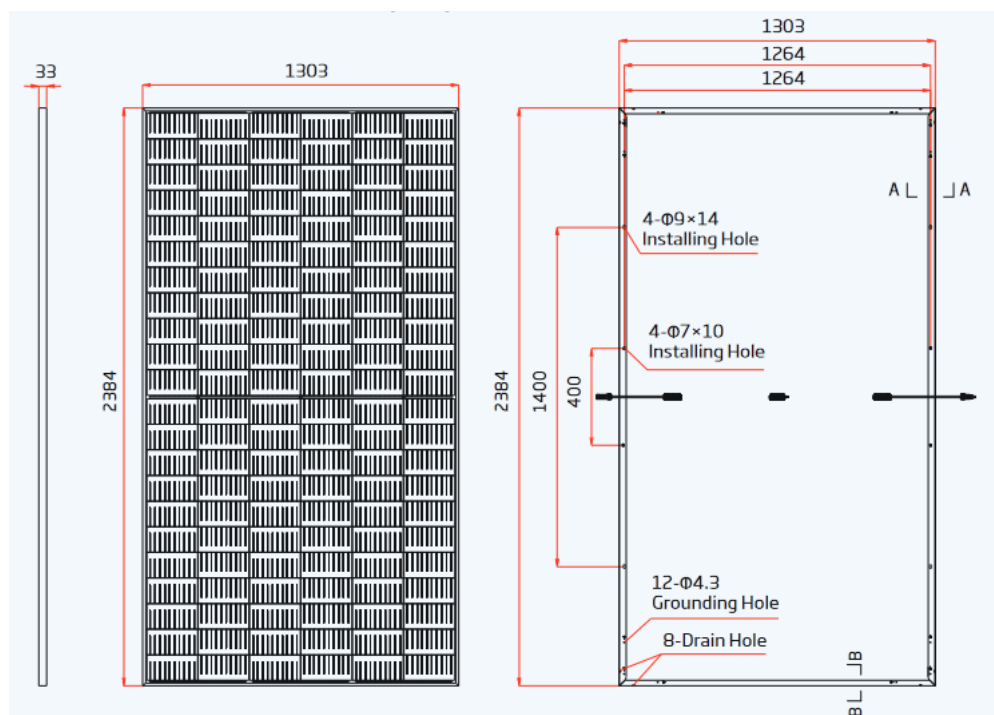 33
1303
2384
1303
1264
1264
2384
1400
400
A
A
4-Φ9×14
Installing Hole
4-Φ7×10
Installing Hole
12-Φ4.3
Grounding Hole
8-Drain Hole
B
B